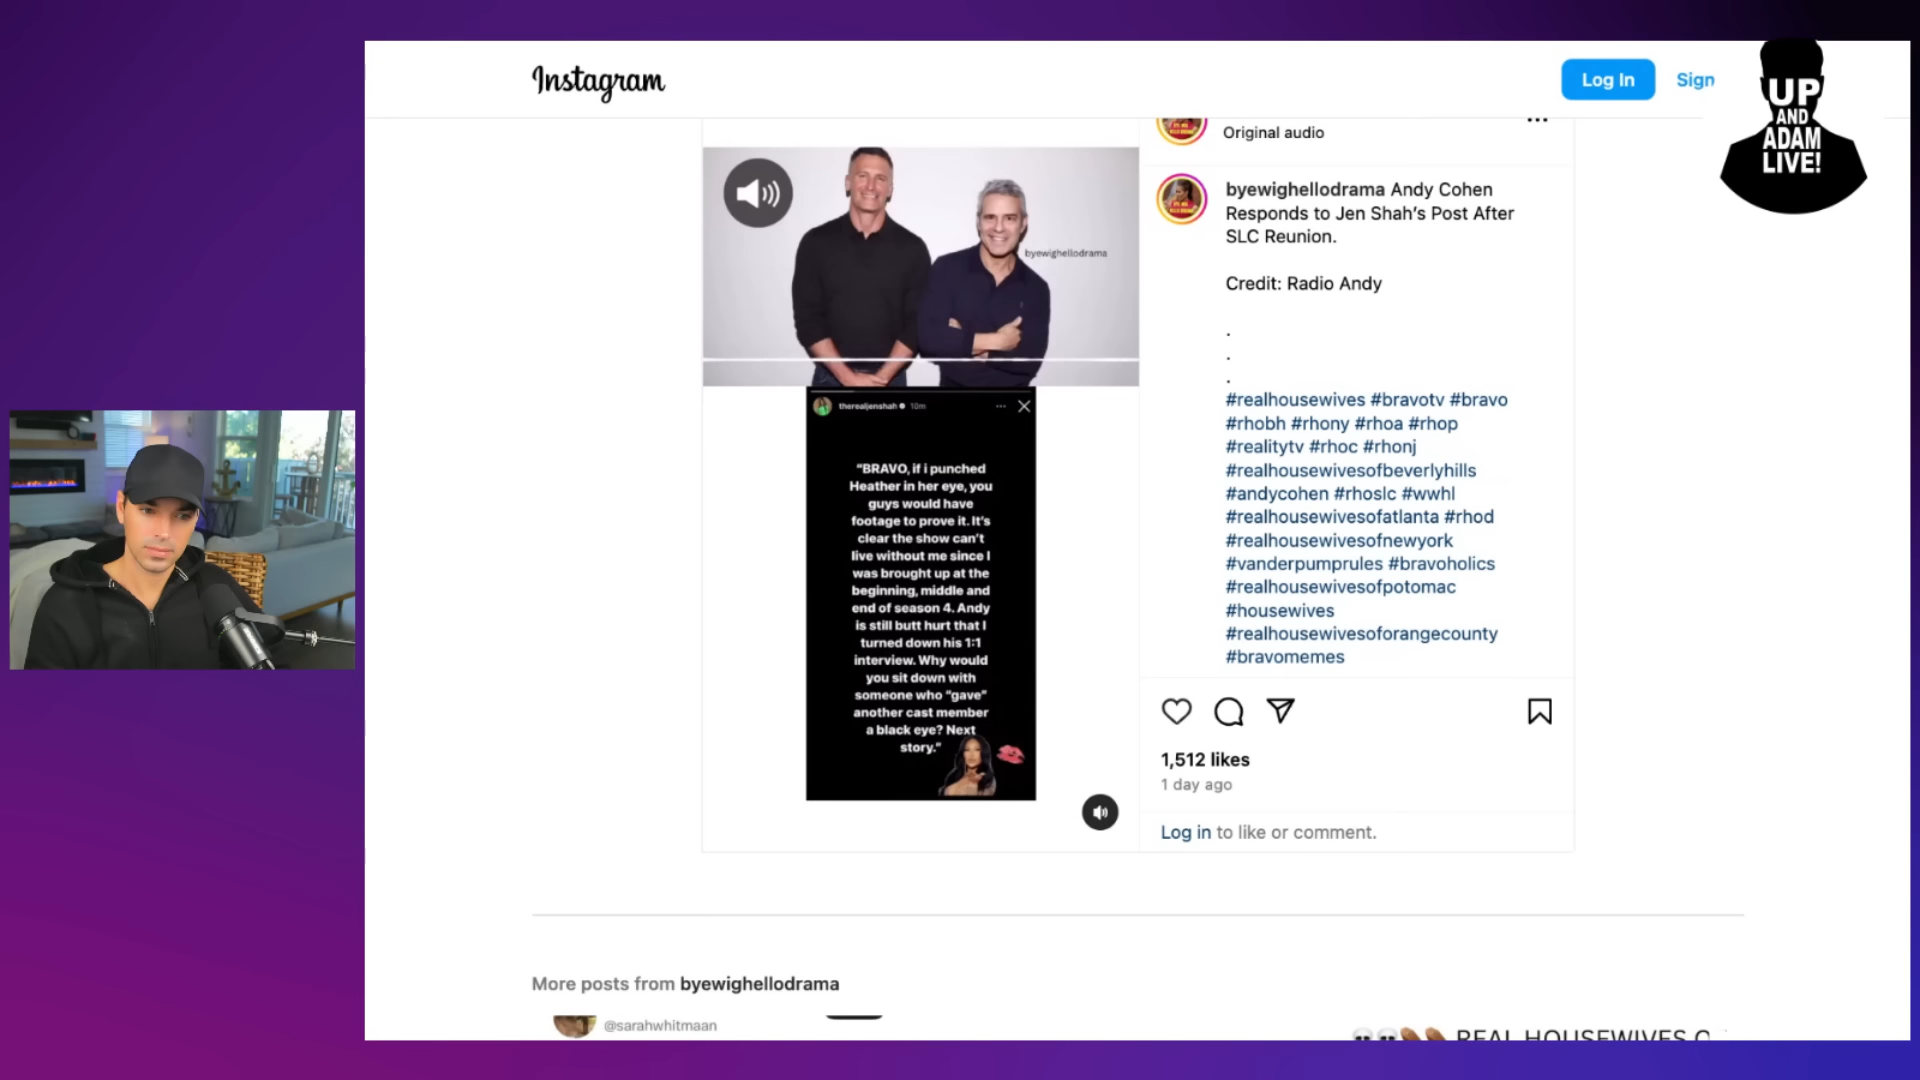 Instagram
Log In
Sign
UP
AND
ADAM
LIVE!
Original audio
byewighellodrama
byewighellodrama Andy Cohen
Responds to Jen Shah's Post After
SLC Reunion.
Credit: Radio Andy
.
.
.
#realhousewives #bravotv #bravo
#rhobh #rhony #rhoa #rhop
#realitytv #rhoc #rhonj
#realhousewivesofbeverlyhills
#andycohen #rhoslc #wwhl
#realhousewivesofatlanta #rhod
#realhousewivesofnewyork
#vanderpumprules #bravoholics
#realhousewivesofpotomac
#housewives
#realhousewivesoforangecounty
#bravomemes
therealjenshah 10m
"BRAVO, if i punched
Heather in her eye, you
guys would have
footage to prove it. It's
clear the show can't
live without me since I
was brought up at the
beginning, middle and
end of season 4. Andy
is still butt hurt that I
turned down his 1:1
interview. Why would
you sit down with
someone who "gave"
another cast member
a black eye? Next
story."
1,512 likes
1 day ago
Log in to like or comment.
More posts from byewighellodrama
@sarahwhitmaan
REAL HOUSEWIVES